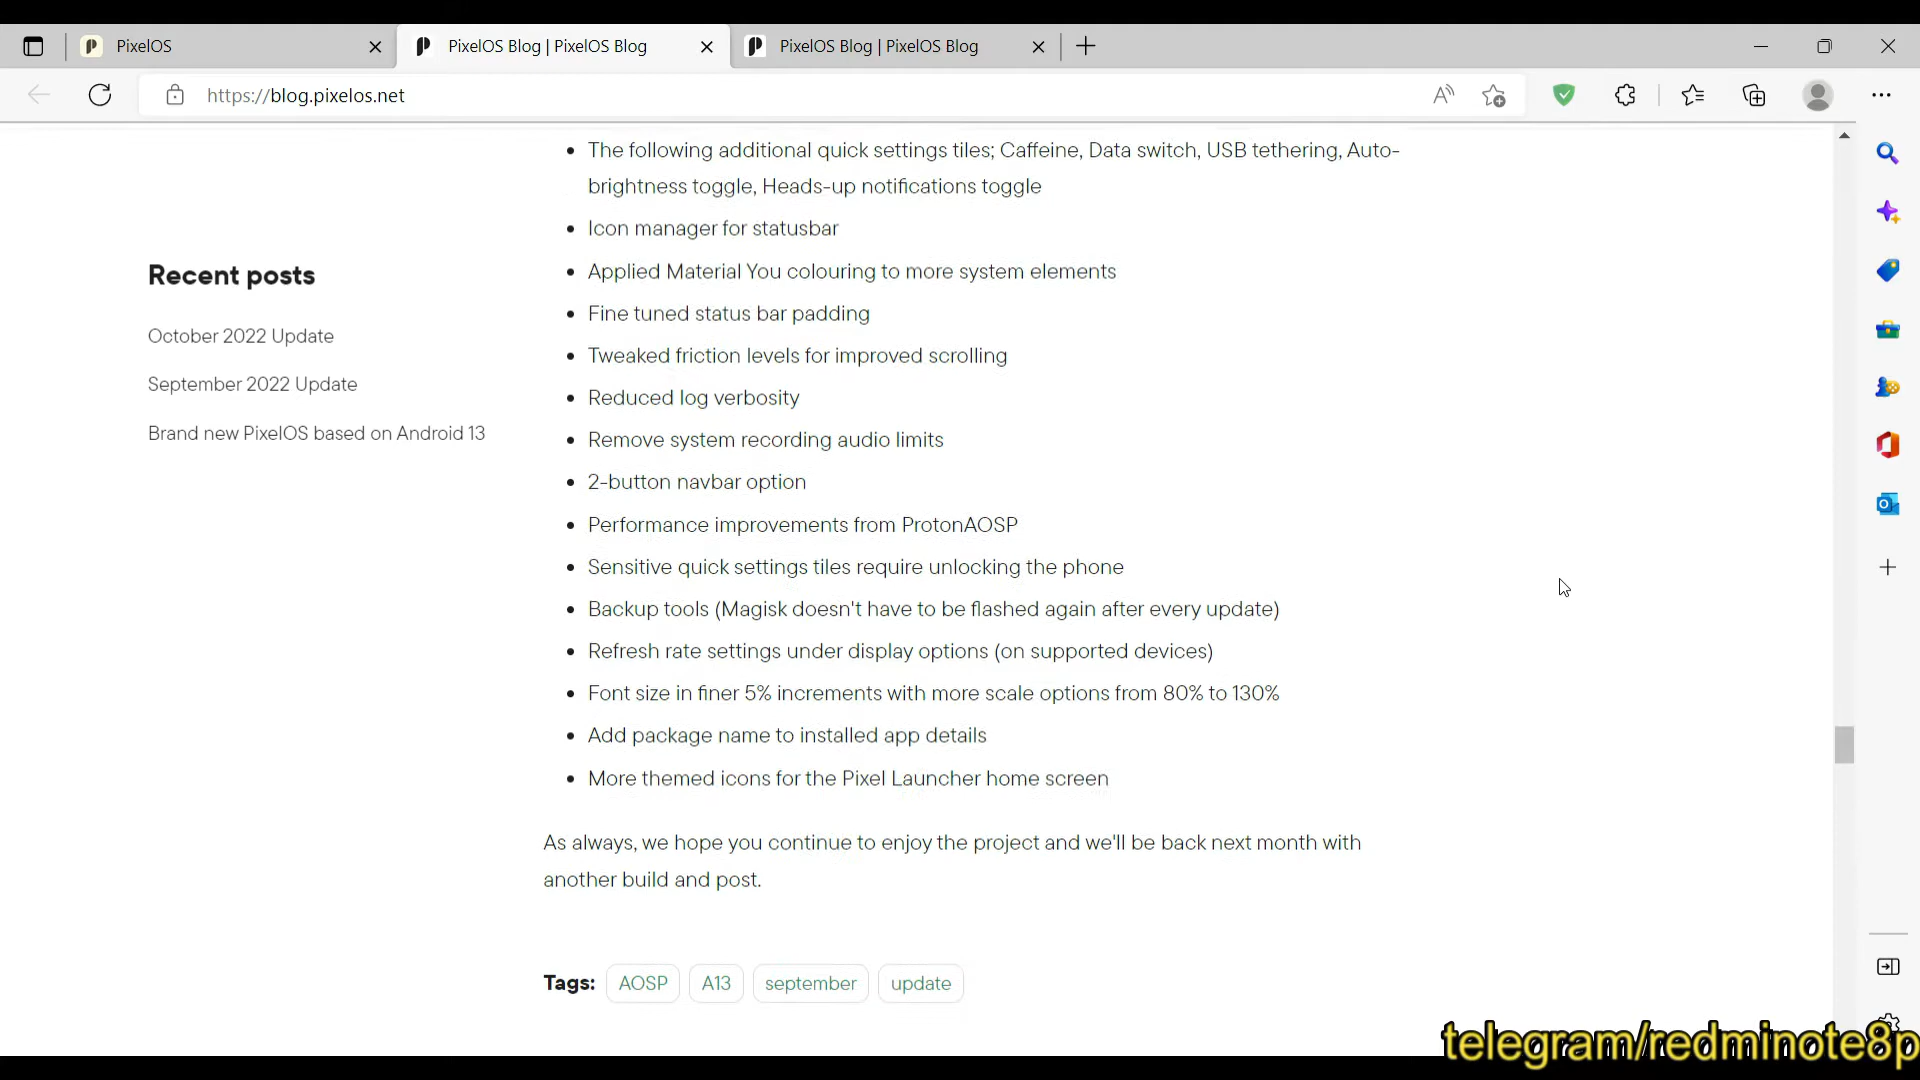 PixelOS
PixelOS Blog | PixelOS Blog
PixelOS Blog | PixelOS Blog
https://blog.pixelos.net
The following additional quick settings tiles; Caffeine, Data switch, USB tethering, Auto-
brightness toggle, Heads-up notifications toggle
Icon manager for statusbar
Applied Material You colouring to more system elements
Fine tuned status bar padding
Tweaked friction levels for improved scrolling
Reduced log verbosity
Remove system recording audio limits
2-button navbar option
Performance improvements from ProtonAOSP
Sensitive quick settings tiles require unlocking the phone
Backup tools (Magisk doesn't have to be flashed again after every update)
Refresh rate settings under display options (on supported devices)
Font size in finer 5% increments with more scale options from 80% to 130%
Add package name to installed app details
More themed icons for the Pixel Launcher home screen
As always, we hope you continue to enjoy the project and we'll be back next month with
another build and post.
Tags: AOSP A13 september update
Recent posts
October 2022 Update
September 2022 Update
Brand new PixelOS based on Android 13
telegram/redminote8p